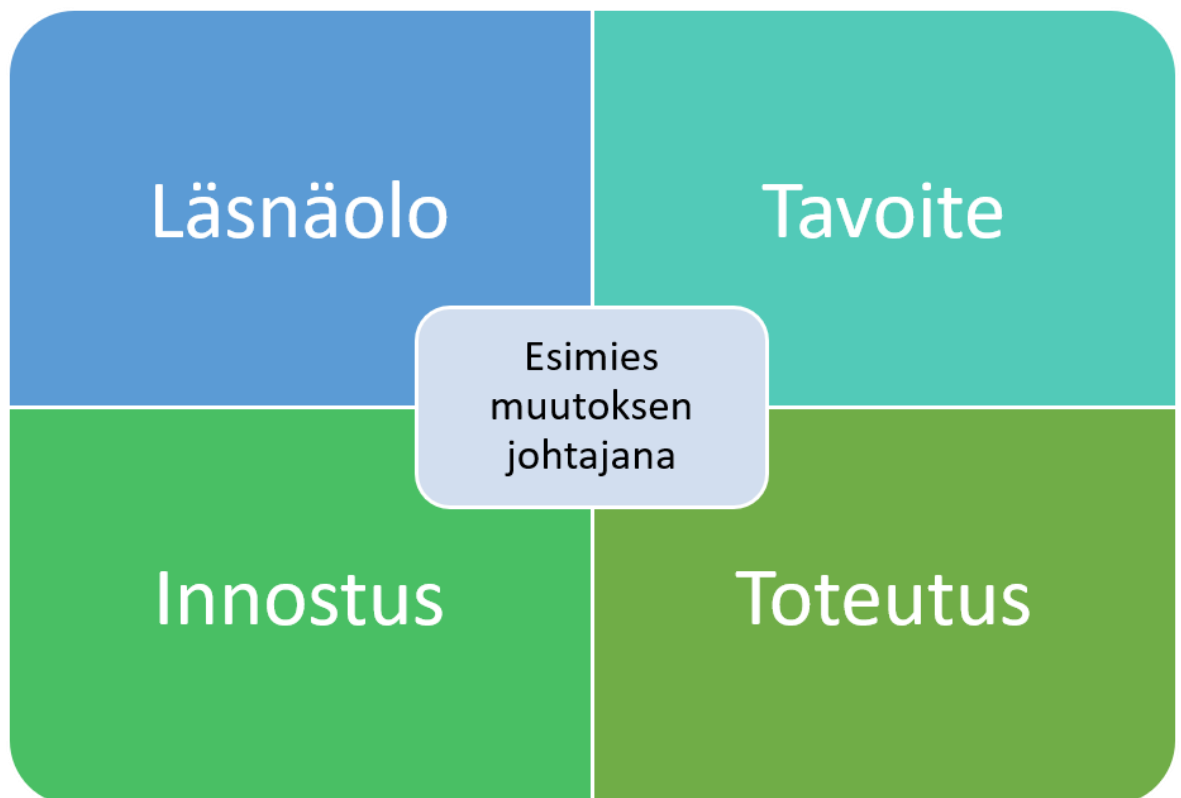 Läsnäolo
Tavoite
Esimies
muutoksen
johtajana
Innostus
Toteutus